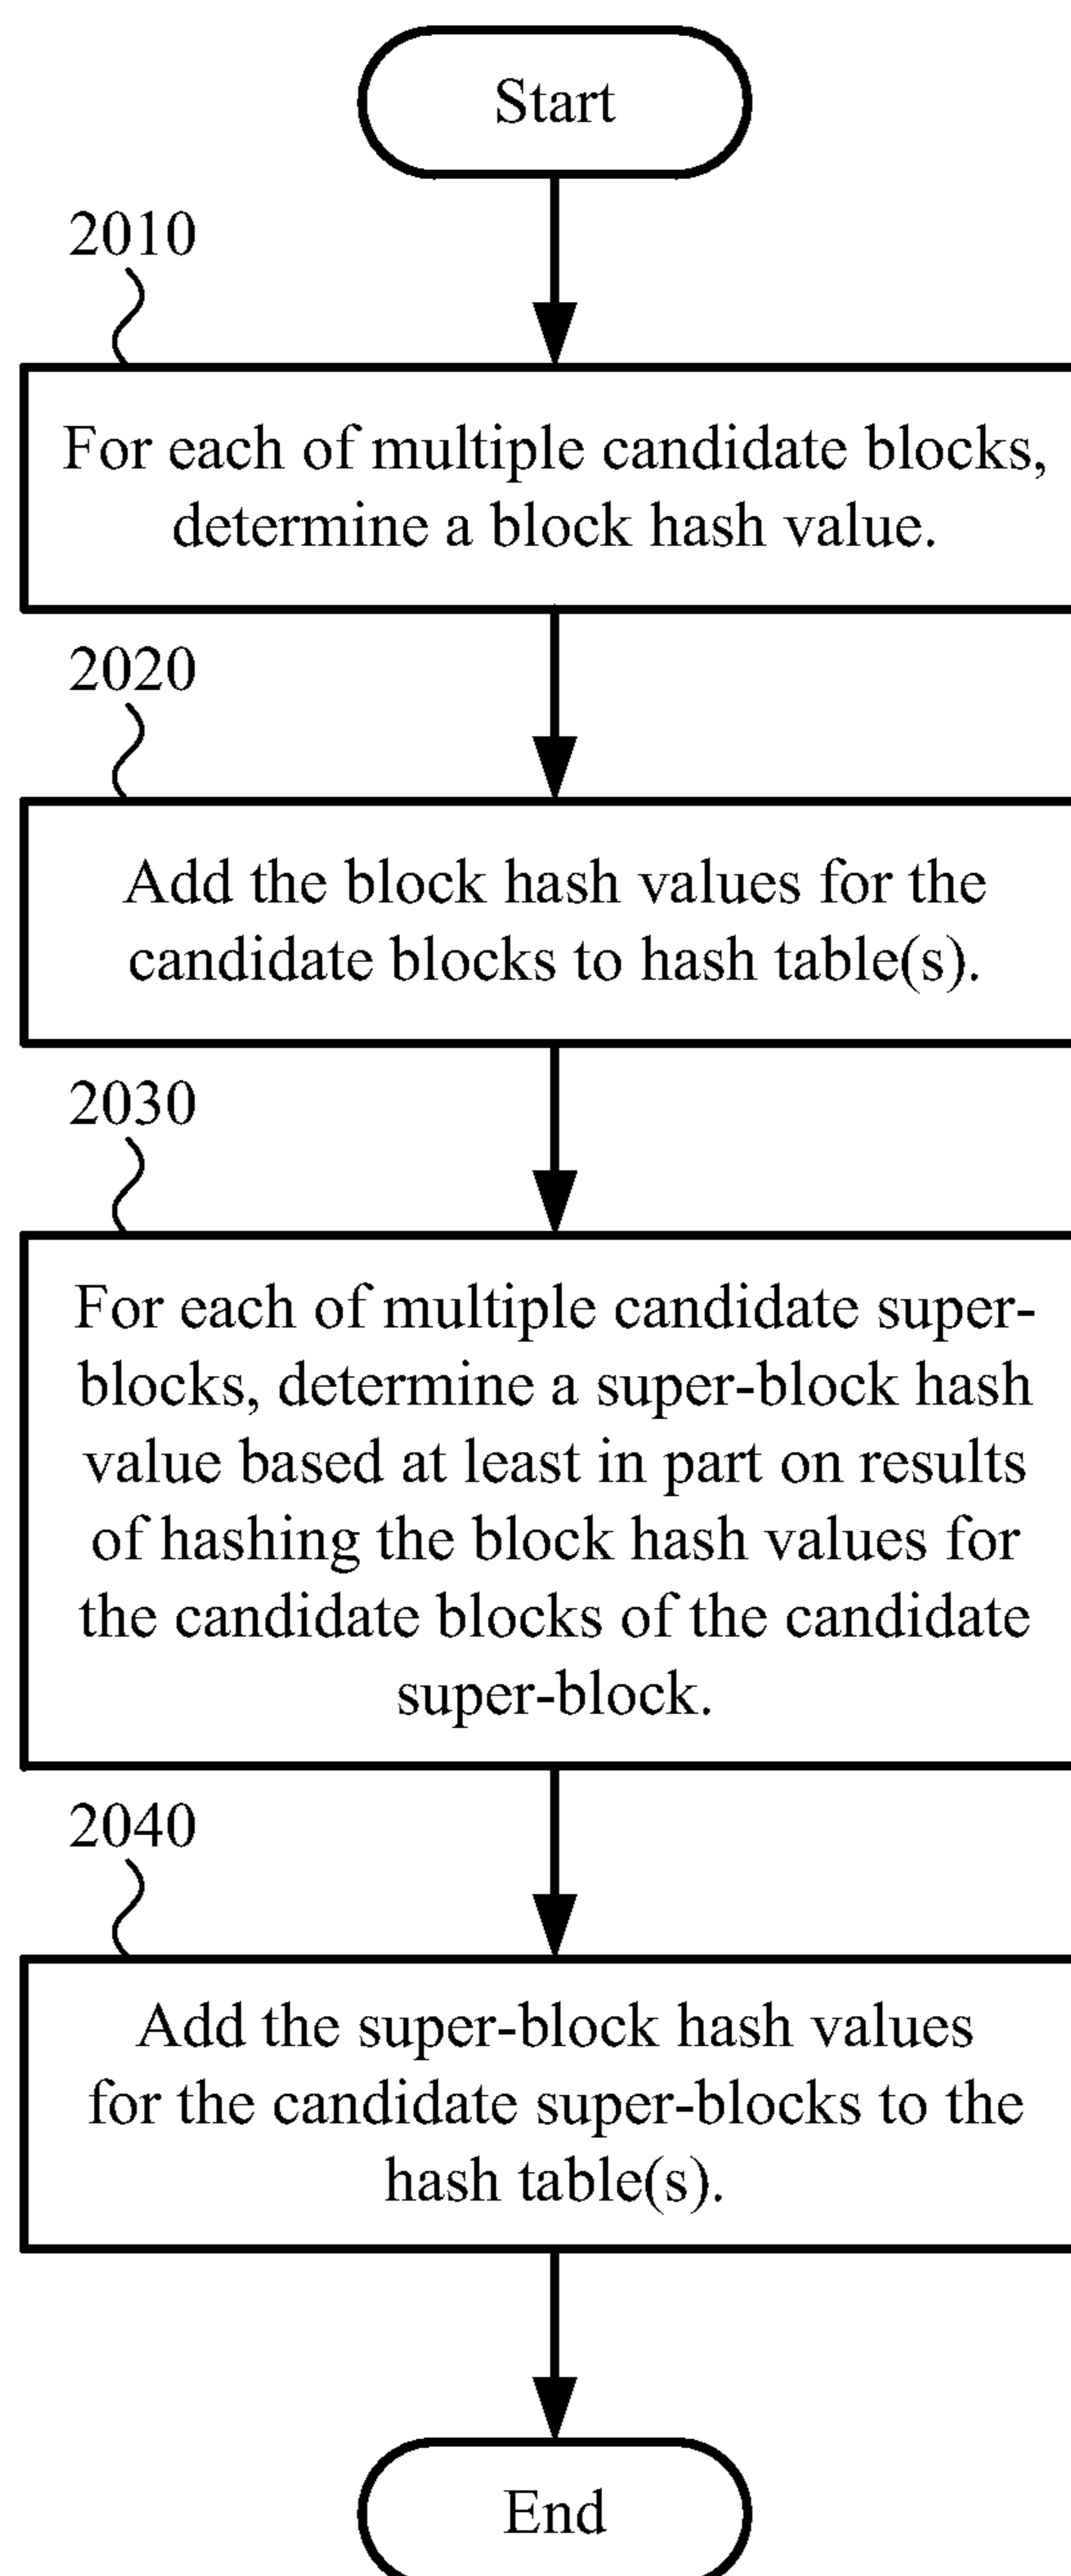 Start
2010
For each of multiple candidate blocks,
determine a block hash value.
2020
Add the block hash values for the
candidate blocks to hash table(s).
2030
For each of multiple candidate super-
blocks, determine a super-block hash
value based at least in part on results
of hashing the block hash values for
the candidate blocks of the candidate
super-block.
2040
Add the super-block hash values
for the candidate super-blocks to the
hash table(s).
End